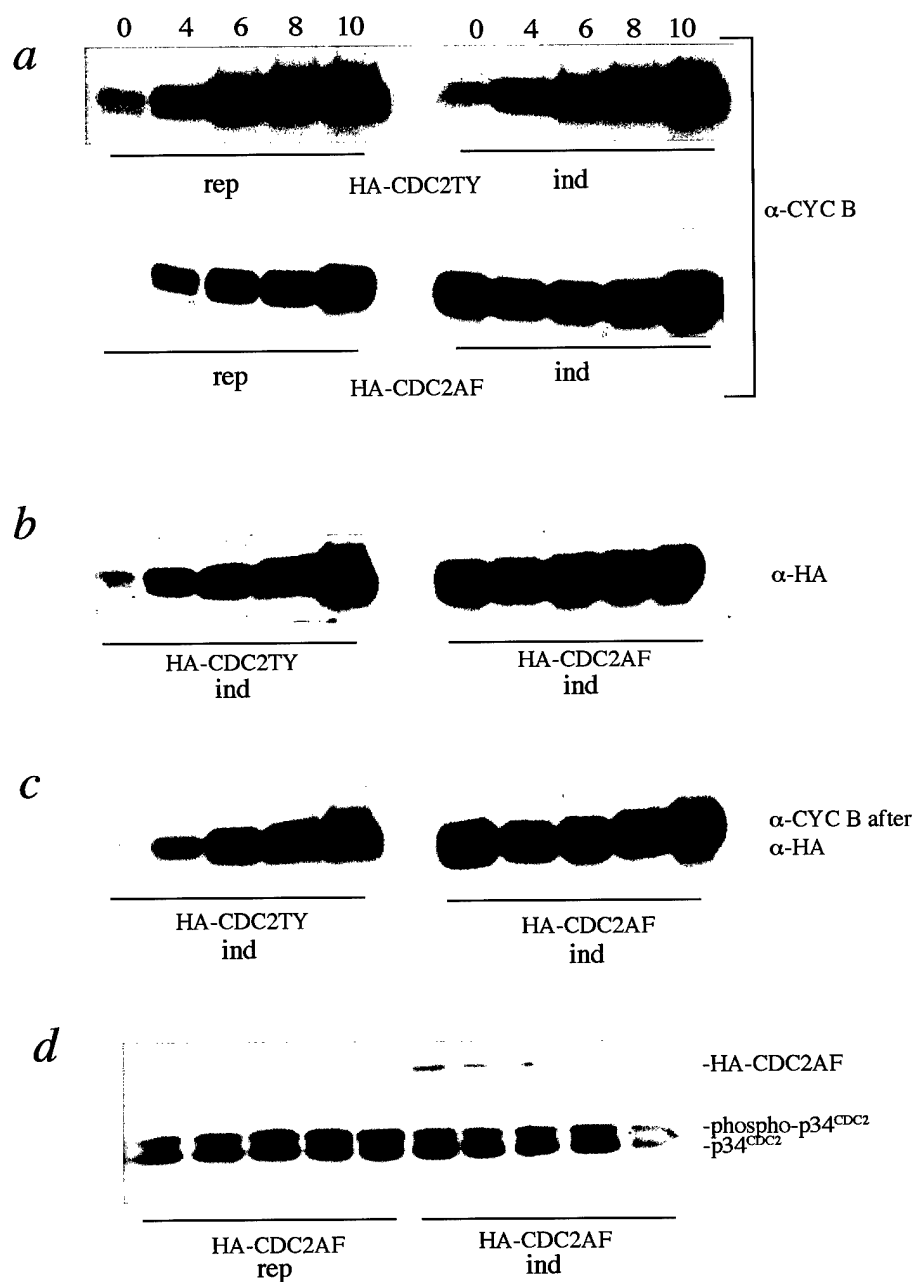 0 4 6 8 10 0 4 6 8 10
a
rep HA-CDC2TY ind
α-CYC B
rep HA-CDC2AF ind
b
α-HA
HA-CDC2TY HA-CDC2AF
ind ind
c
α-CYC B after
α-HA
HA-CDC2TY HA-CDC2AF
ind ind
d
-HA-CDC2AF
-phospho-p34CDC2
-p34CDC2
HA-CDC2AF HA-CDC2AF
rep ind